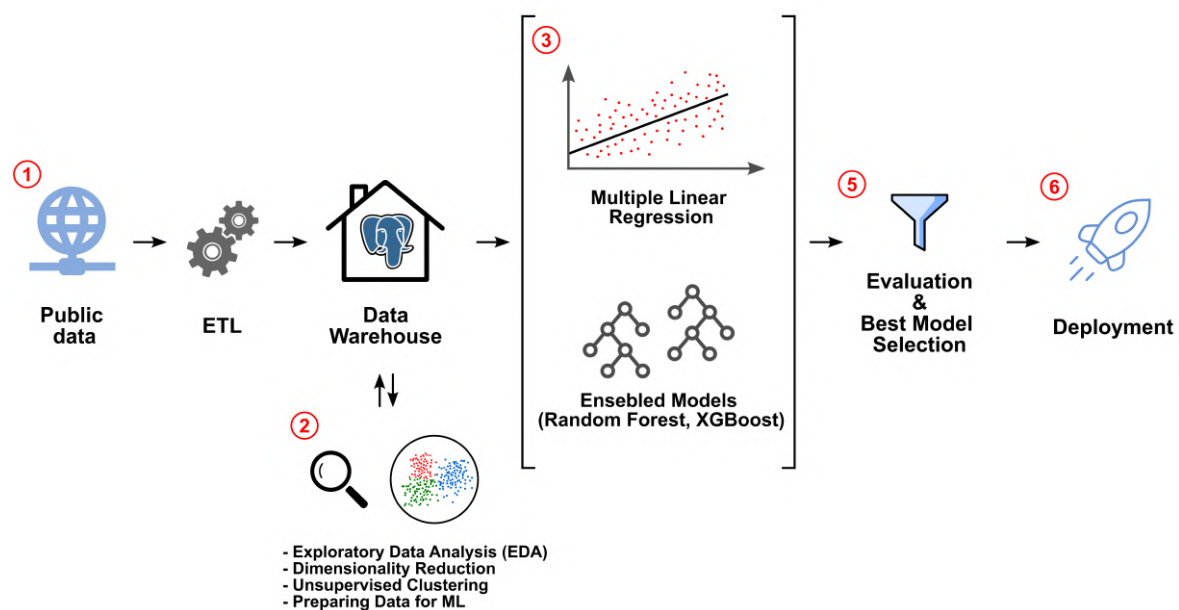 1
Public
data
ETL
Data
Warehouse
2
- Exploratory Data Analysis (EDA)
- Dimensionality Reduction
- Unsupervised Clustering
- Preparing Data for ML
3
Multiple Linear
Regression
Ensebled Models
(Random Forest, XGBoost)
5
Evaluation
&
Best Model
Selection
6
Deployment